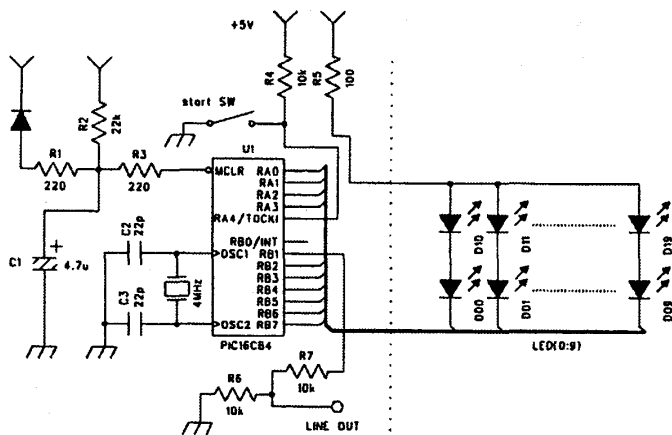 +5V
R4
10k
R5
100
R2
22k
start SW
U1
R1
220
R3
220
MCLR
RA0
RA1
RA2
RA3
RA4/TOCKI
RB0/INT
OSC1
RB1
RB2
RB3
RB4
RB5
RB6
RB7
OSC2
PIC16C84
C1
+
4.7u
C2
22p
C3
22p
4MHz
D10
D11
D19
D00
D01
D09
LED(0:9)
R7
10k
R6
10k
LINE OUT